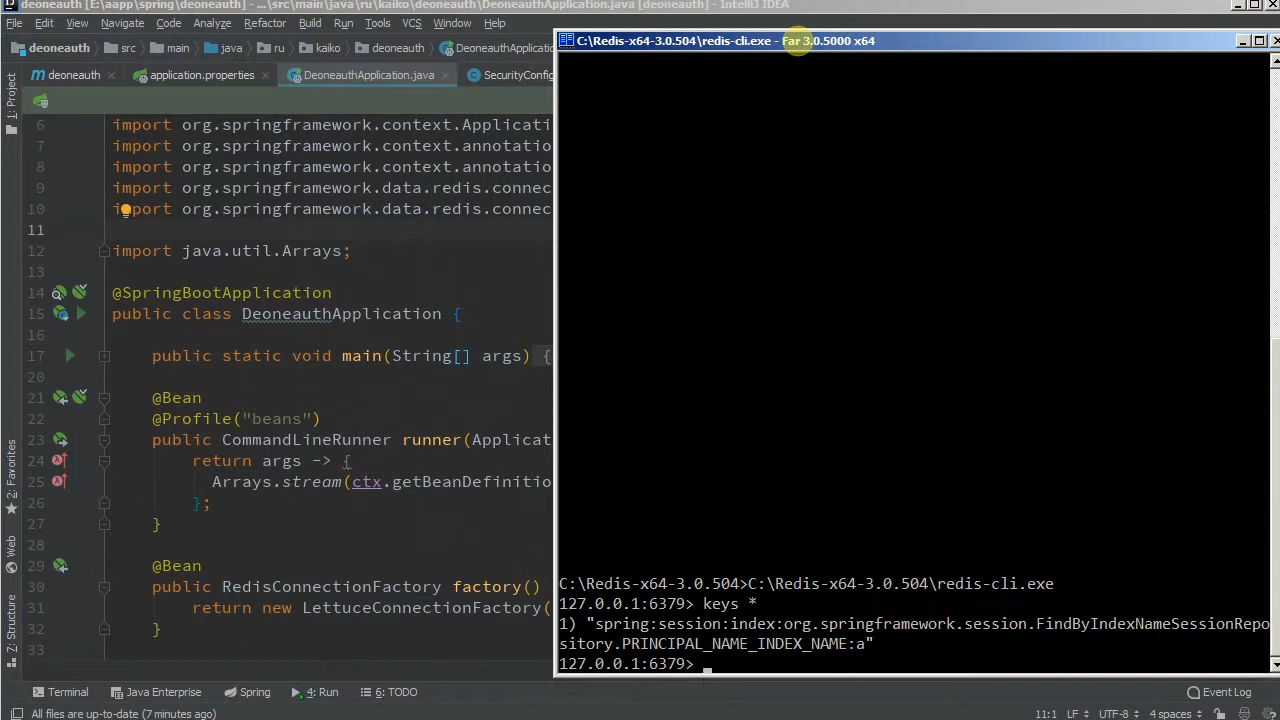 deoneauth [E:\aapp\spring\deoneauth] - ...\src\main\java\ru\kaiko\deoneauth\DeoneauthApplication.java [deoneauth] - IntelliJ IDEA
File Edit View Navigate Code Analyze Refactor Build Run Tools VCS Window Help
deoneauth src main java ru kaiko deoneauth DeoneauthApplicatio
C:\Redis-x64-3.0.504\redis-cli.exe - Far 3.0.5000 x64
deoneauth application.properties DeoneauthApplication.java SecurityConfig
1: Project
6 import org.springframework.context.Applicati
7 import org.springframework.context.annotatio
8 import org.springframework.context.annotatio
9 import org.springframework.data.redis.connec
10 import org.springframework.data.redis.connec
11
12 import java.util.Arrays;
13
14 @SpringBootApplication
15 public class DeoneauthApplication {
16
17 public static void main(String[] args) {
20
21 @Bean
22 @Profile("beans")
23 public CommandLineRunner runner(Applicat
24 return args -> {
25 Arrays.stream(ctx.getBeanDefinitio
26 };
27 }
28
29 @Bean
30 public RedisConnectionFactory factory()
31 return new LettuceConnectionFactory(
32 }
33
2: Favorites
Web
Z: Structure
C:\Redis-x64-3.0.504>C:\Redis-x64-3.0.504\redis-cli.exe
127.0.0.1:6379> keys *
1) "spring:session:index:org.springframework.session.FindByIndexNameSessionRepo
sitory.PRINCIPAL_NAME_INDEX_NAME:a"
127.0.0.1:6379>
Terminal Java Enterprise Spring 4: Run 6: TODO Event Log
All files are up-to-date (7 minutes ago) 11:1 LF UTF-8 4 spaces